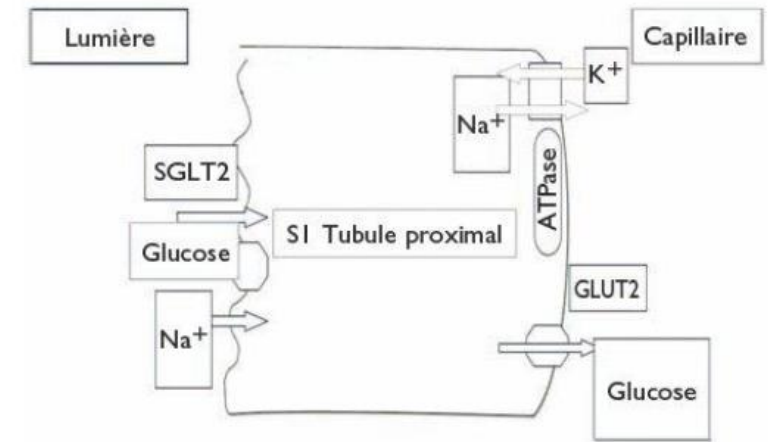 Lumière
Capillaire
K+
Na+
SGLT2
ATPase
S1 Tubule proximal
Glucose
GLUT2
Na+
Glucose